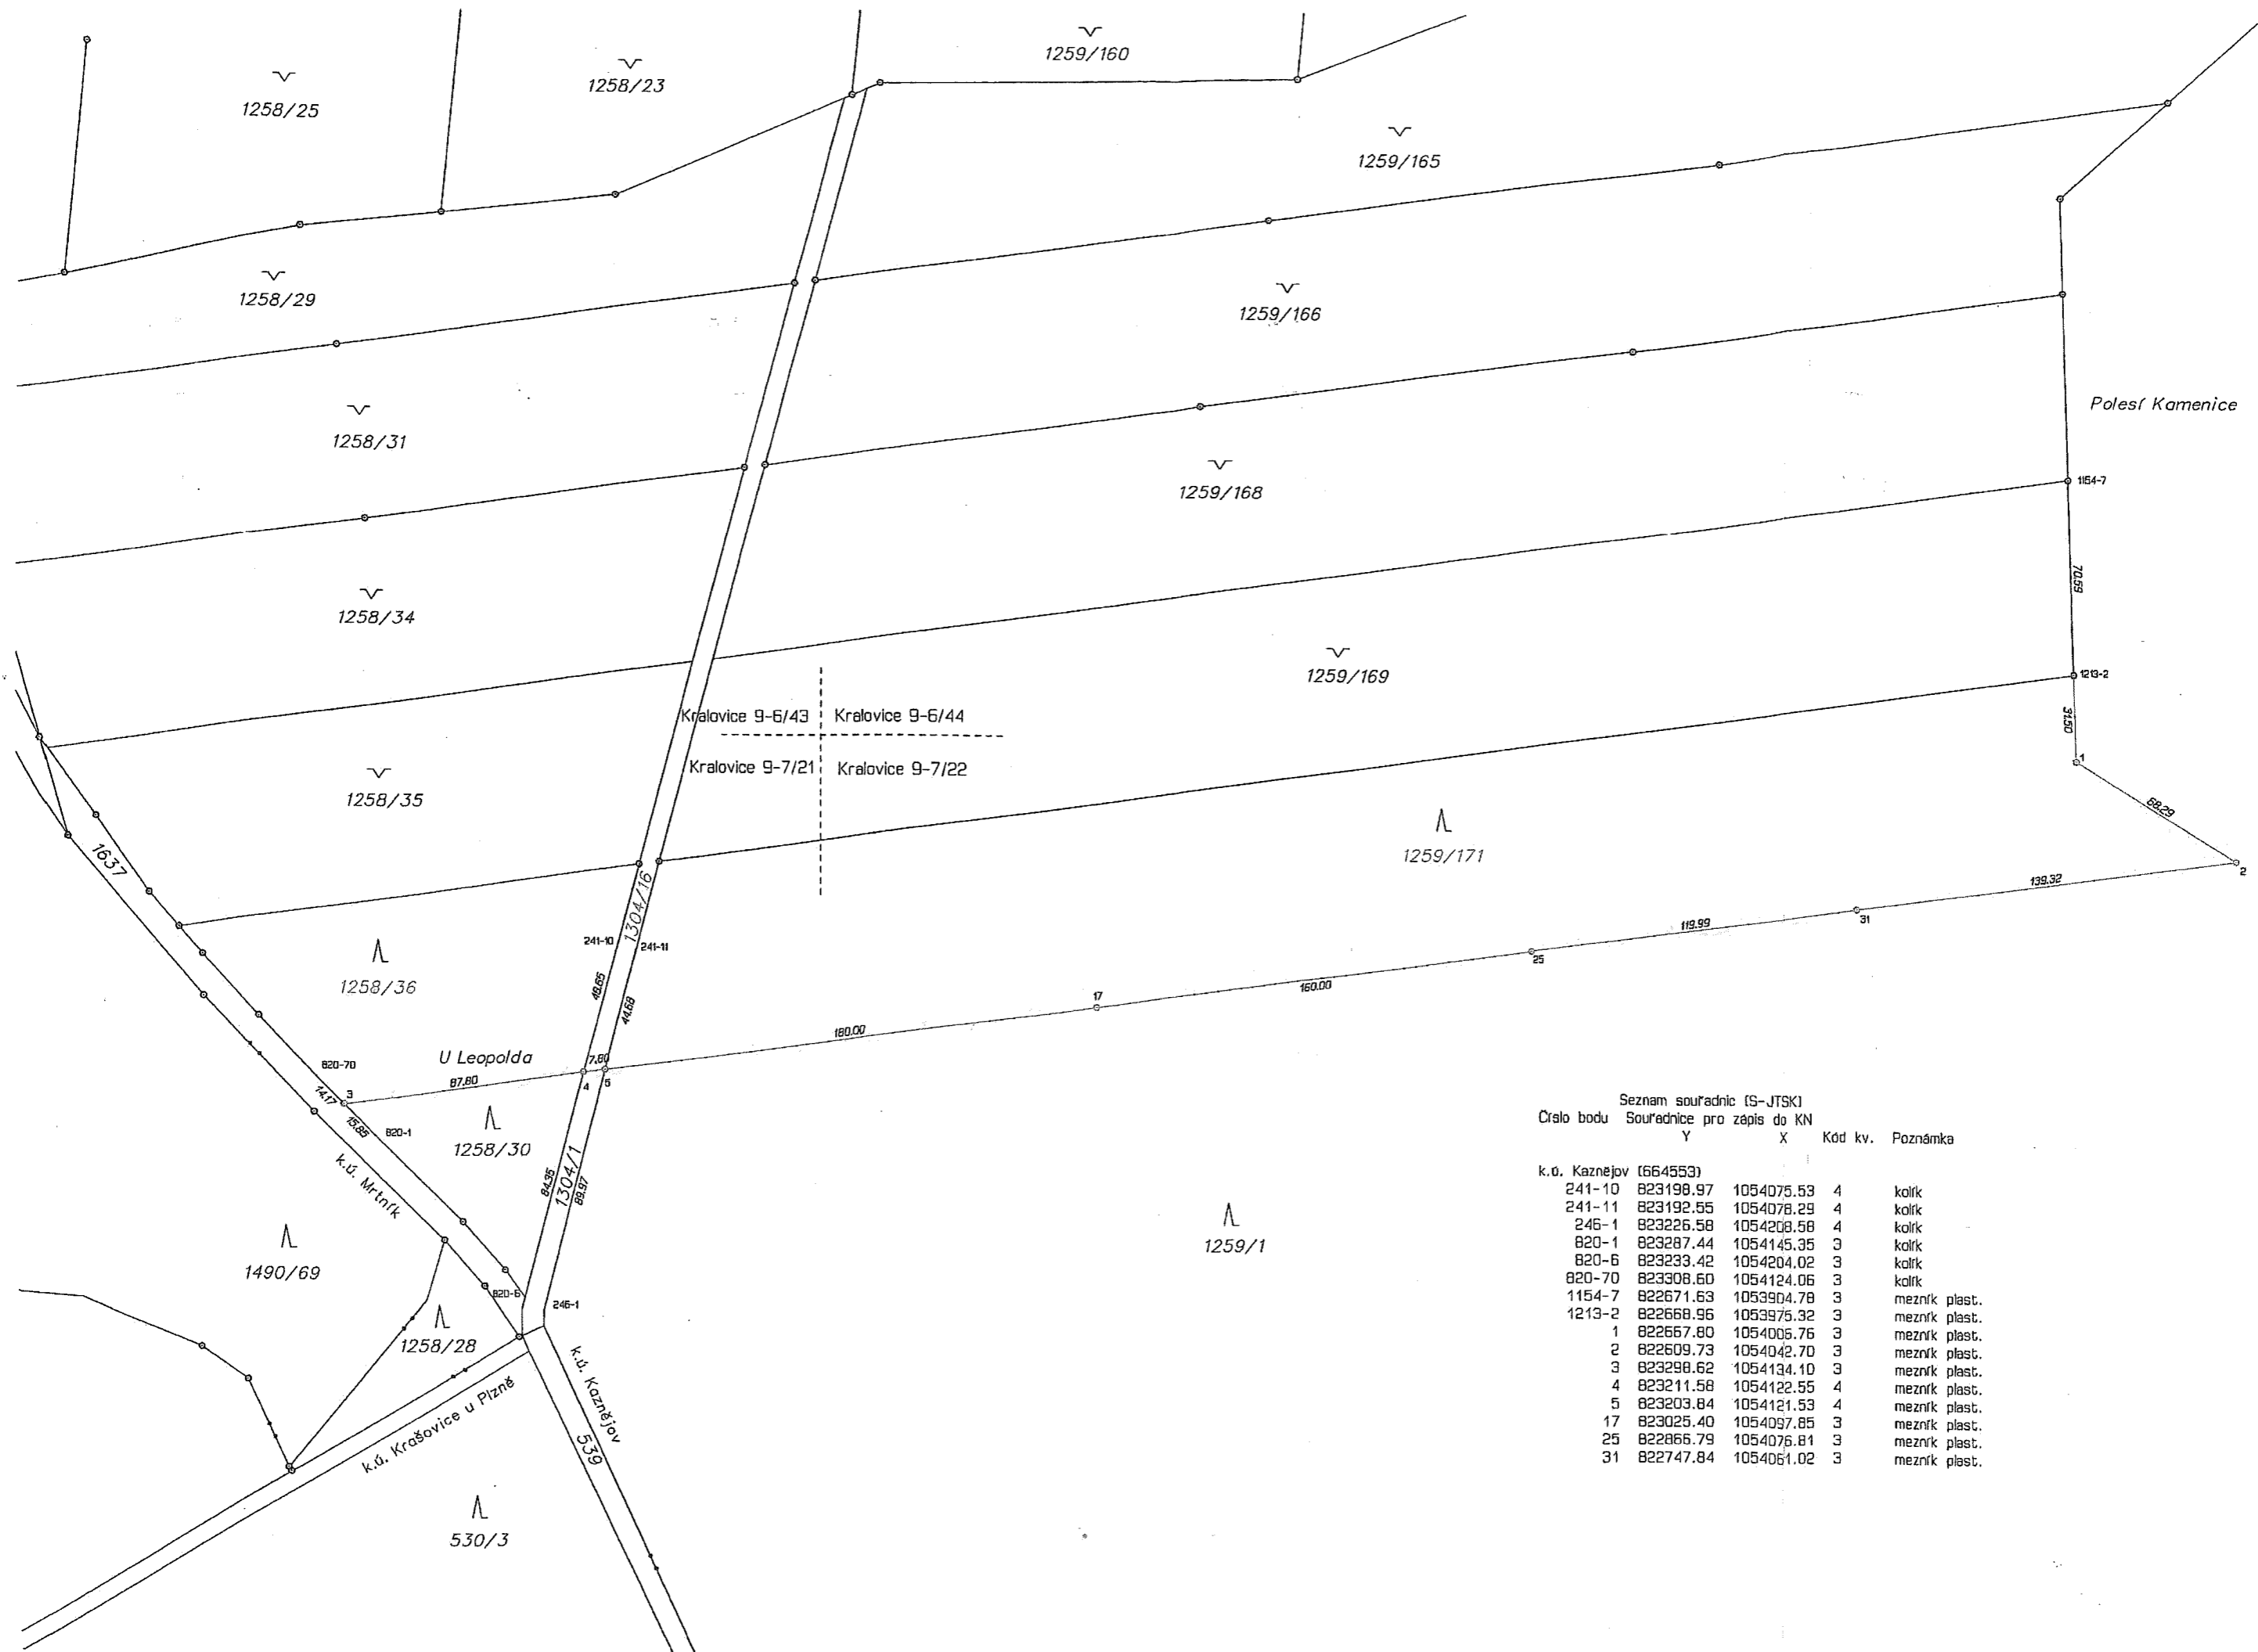 1259/160
1258/23
1258/25
1259/165
1258/29
1259/166
Polesí Kamenice
1258/31
1259/168
1154-7
70.59
1258/34
1259/169
1213-2
31.50
Kralovice 9-6/43
Kralovice 9-6/44
1
Kralovice 9-7/21
Kralovice 9-7/22
1258/35
68.29
1637
1259/171
2
139.32
1304/16
31
119.99
241-10
241-11
25
1258/36
48.65
160.00
17
44.68
180.00
U Leopolda
7.80
820-70
87.80
4
5
3
14.17
15.85
820-1
1258/30
k.ú. Mrtník
84.35
1304/1
89.97
1259/1
1490/69
820-6
246-1
1258/28
k.ú. Kaznějov
k.ú. Krašovice u Plzně
539
530/3
Seznam souřadnic (S-JTSK)
Číslo bodu Souřadnice pro zápis do KN
Y X Kód kv. Poznámka
k.ú. Kaznějov (664553)
241-10 823198.97 1054075.53 4 kolík
241-11 823192.55 1054078.29 4 kolík
246-1 823226.58 1054208.58 4 kolík
820-1 823287.44 1054145.35 3 kolík
820-6 823233.42 1054204.02 3 kolík
820-70 823308.60 1054124.06 3 kolík
1154-7 822671.63 1053904.78 3 mezník plast.
1213-2 822668.96 1053975.32 3 mezník plast.
1 822667.80 1054006.76 3 mezník plast.
2 822609.73 1054042.70 3 mezník plast.
3 823298.62 1054134.10 3 mezník plast.
4 823211.58 1054122.55 4 mezník plast.
5 823203.84 1054121.53 4 mezník plast.
17 823025.40 1054097.85 3 mezník plast.
25 822866.79 1054076.81 3 mezník plast.
31 822747.84 1054061.02 3 mezník plast.